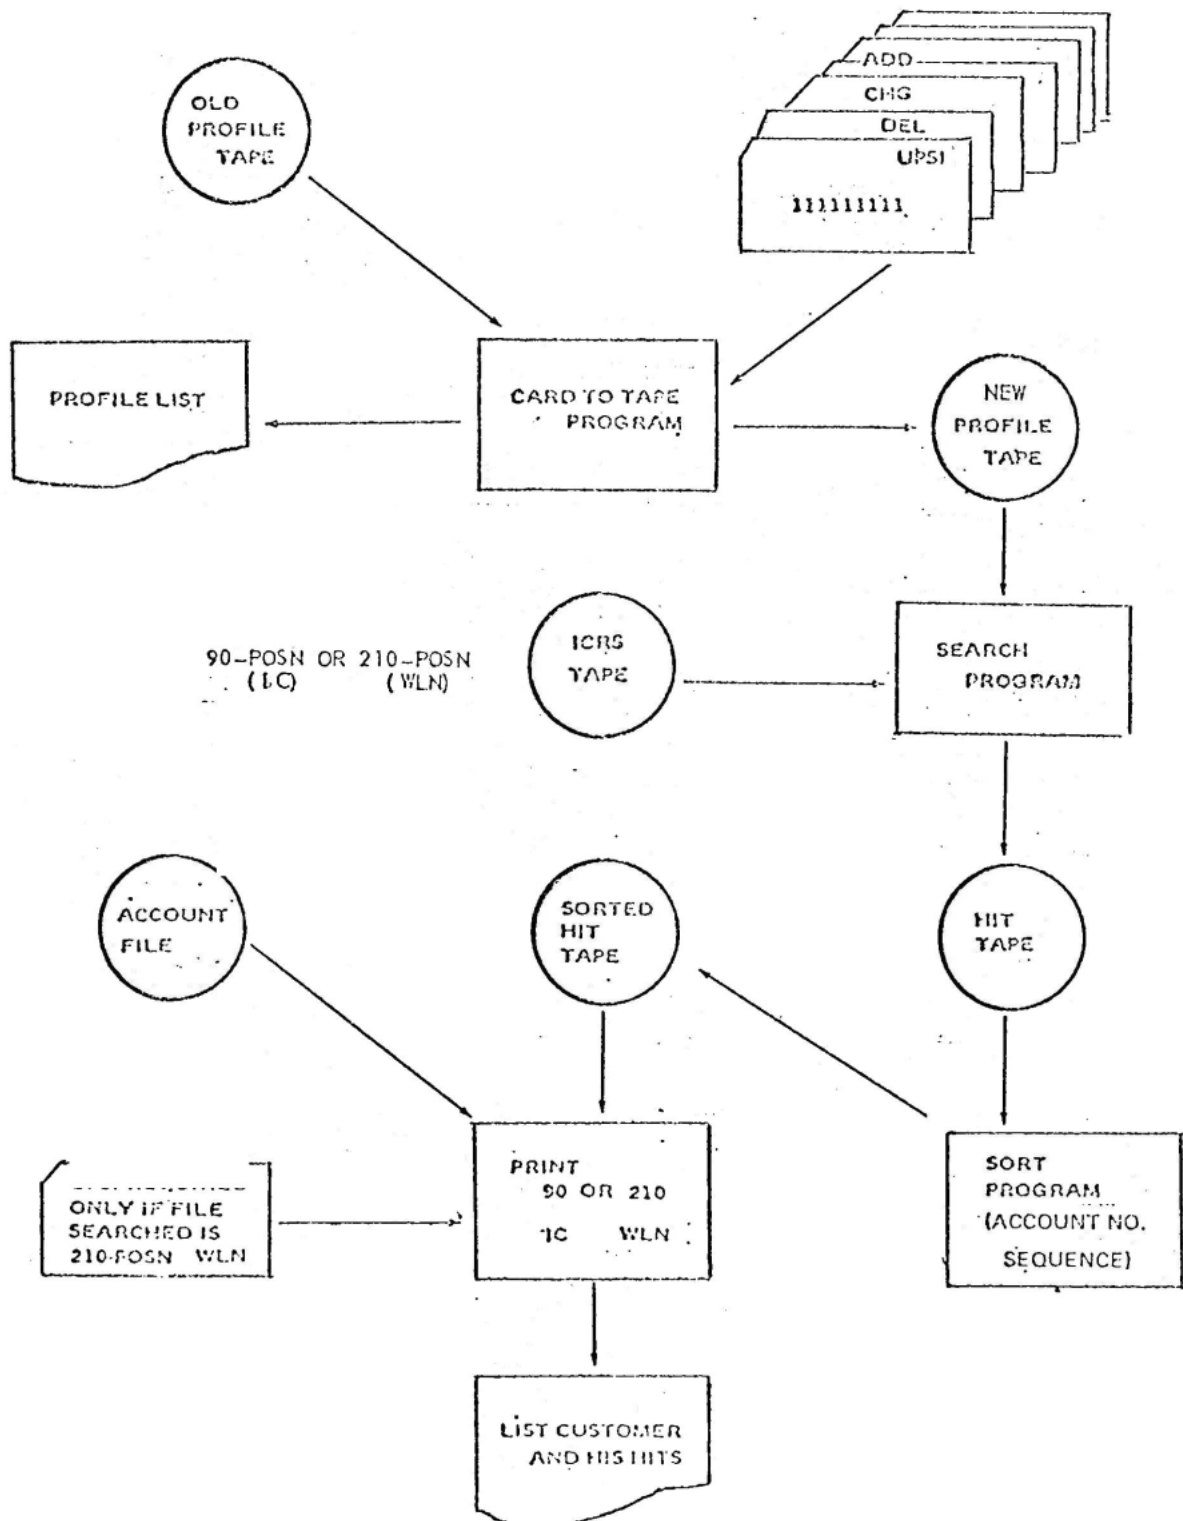 OLD
PROFILE
TAPE
ADD
CHG
DEL
UPSI
111111111
PROFILE LIST
CARD TO TAPE
PROGRAM
NEW
PROFILE
TAPE
90-POSN OR 210-POSN
(IC) (WLN)
ICRS
TAPE
SEARCH
PROGRAM
ACCOUNT
FILE
SORTED
HIT
TAPE
HIT
TAPE
ONLY IF FILE
SEARCHED IS
210-POSN WLN
PRINT
90 OR 210
IC WLN
SORT
PROGRAM
(ACCOUNT NO.
SEQUENCE)
LIST CUSTOMER
AND HIS HITS